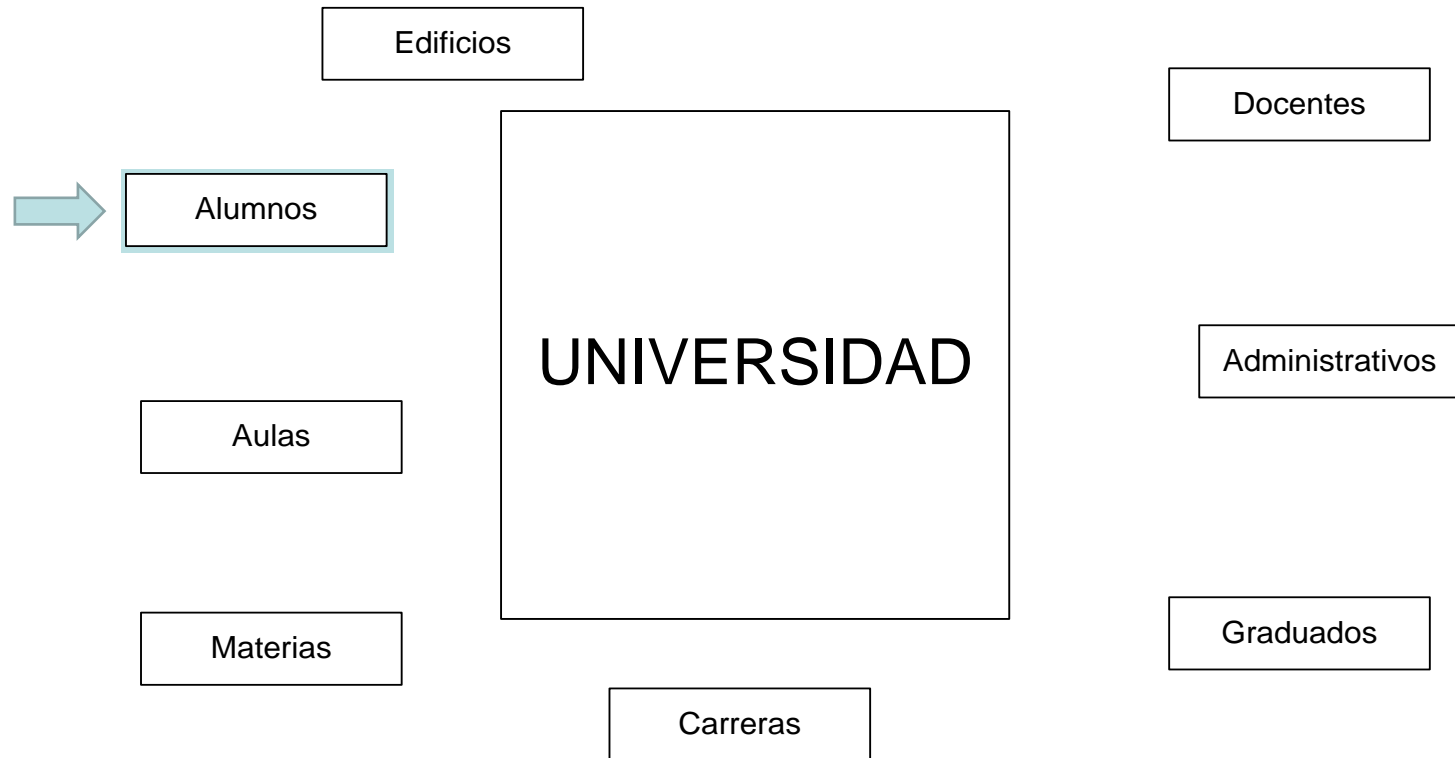 Edificios
Docentes
Alumnos
UNIVERSIDAD
Administrativos
Aulas
Materias
Graduados
Carreras